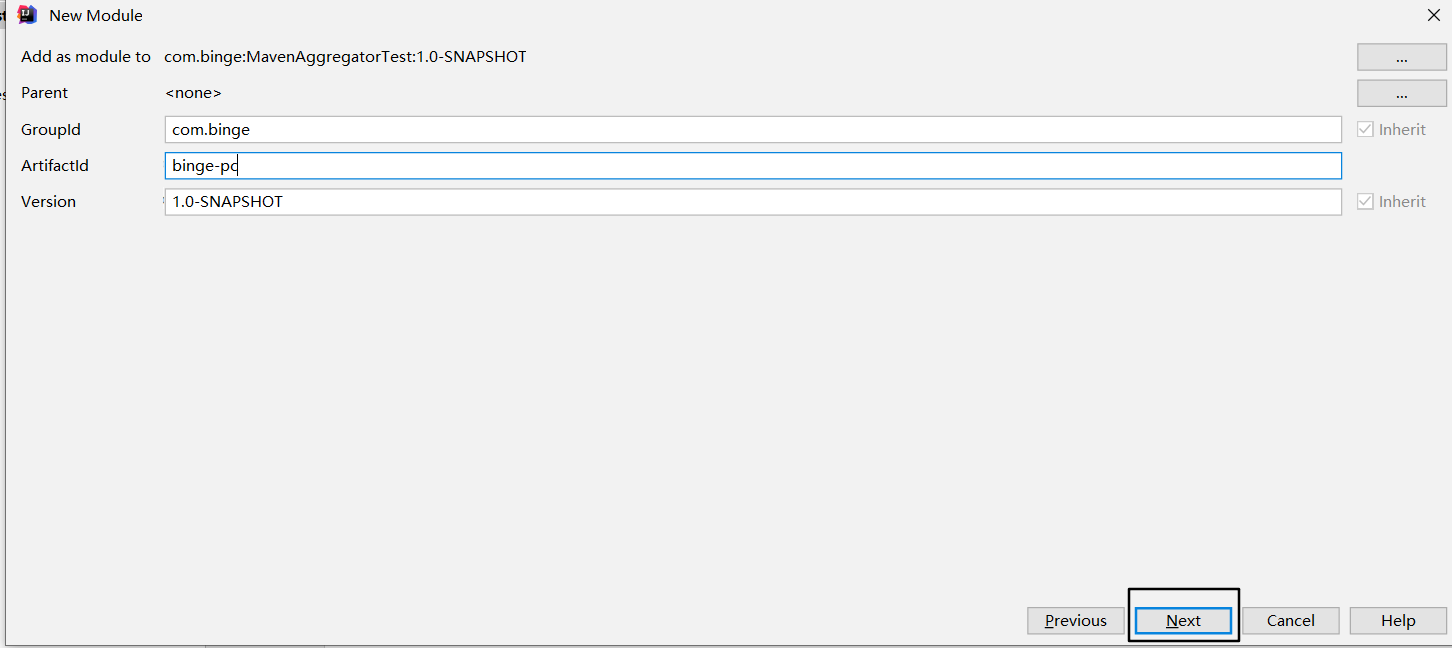 New Module
Add as module to com.binge:MavenAggregatorTest:1.0-SNAPSHOT ...
Parent <none> ...
GroupId com.binge Inherit
ArtifactId binge-pc
Version 1.0-SNAPSHOT Inherit
Previous Next Cancel Help